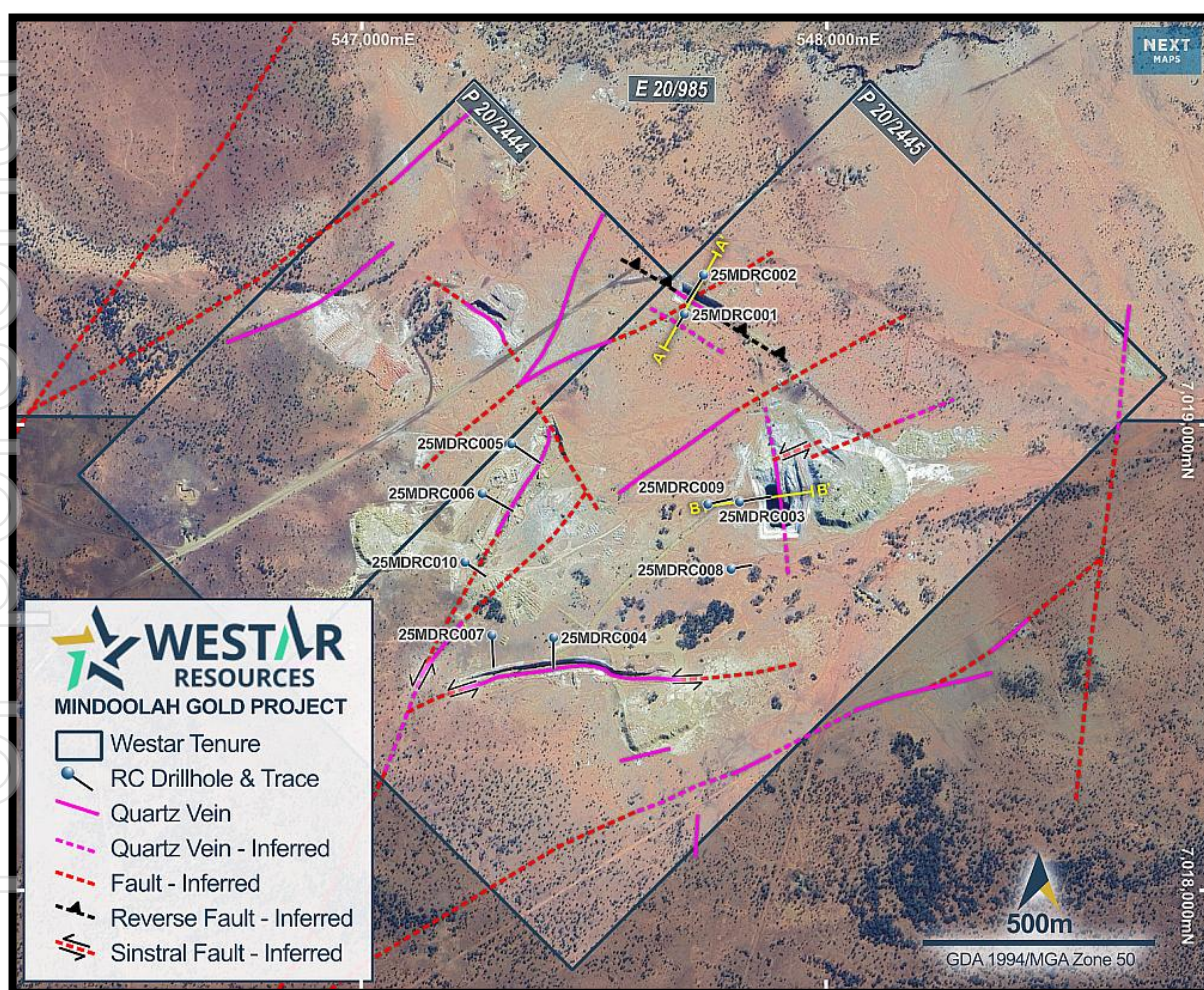 547,000mE
548,000mE
NEXT
MAPS
E 20/985
P 20/2444
P 20/2445
A'
25MDRC002
25MDRC001
A
25MDRC005
25MDRC006
25MDRC009
B
B'
25MDRC003
25MDRC010
25MDRC008
25MDRC007
25MDRC004
7,019,000mN
7,018,000mN
WESTAR
RESOURCES
MINDOOLAH GOLD PROJECT
Westar Tenure
RC Drillhole & Trace
Quartz Vein
Quartz Vein - Inferred
Fault - Inferred
Reverse Fault - Inferred
Sinstral Fault - Inferred
500m
GDA 1994/MGA Zone 50